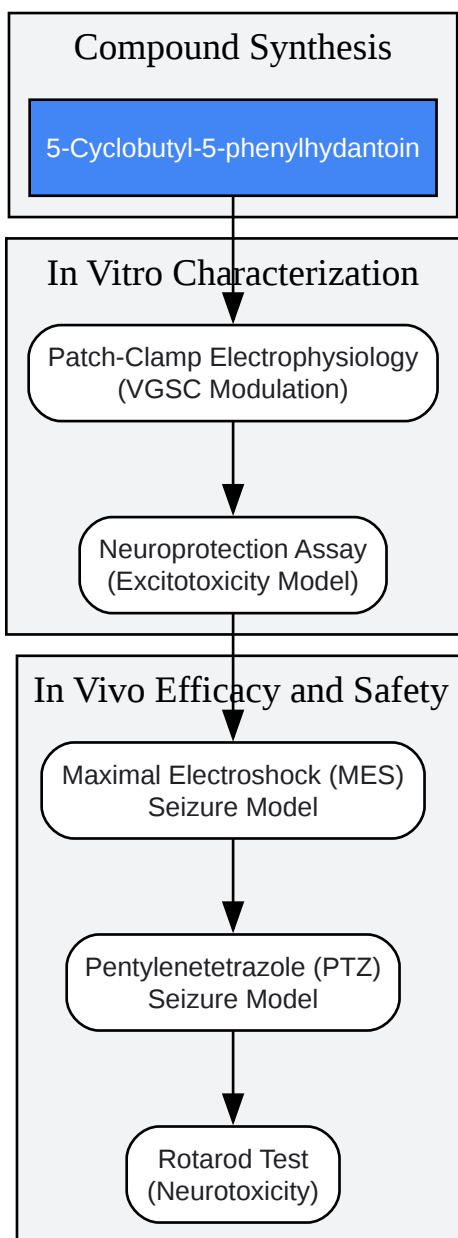 Compound Synthesis
5-Cyclobutyl-5-phenylhydantoin
In Vitro Characterization
Patch-Clamp Electrophysiology
(VGSC Modulation)
Neuroprotection Assay
(Excitotoxicity Model)
In Vivo Efficacy and Safety
Maximal Electroshock (MES)
Seizure Model
Pentylenetetrazole (PTZ)
Seizure Model
Rotarod Test
(Neurotoxicity)